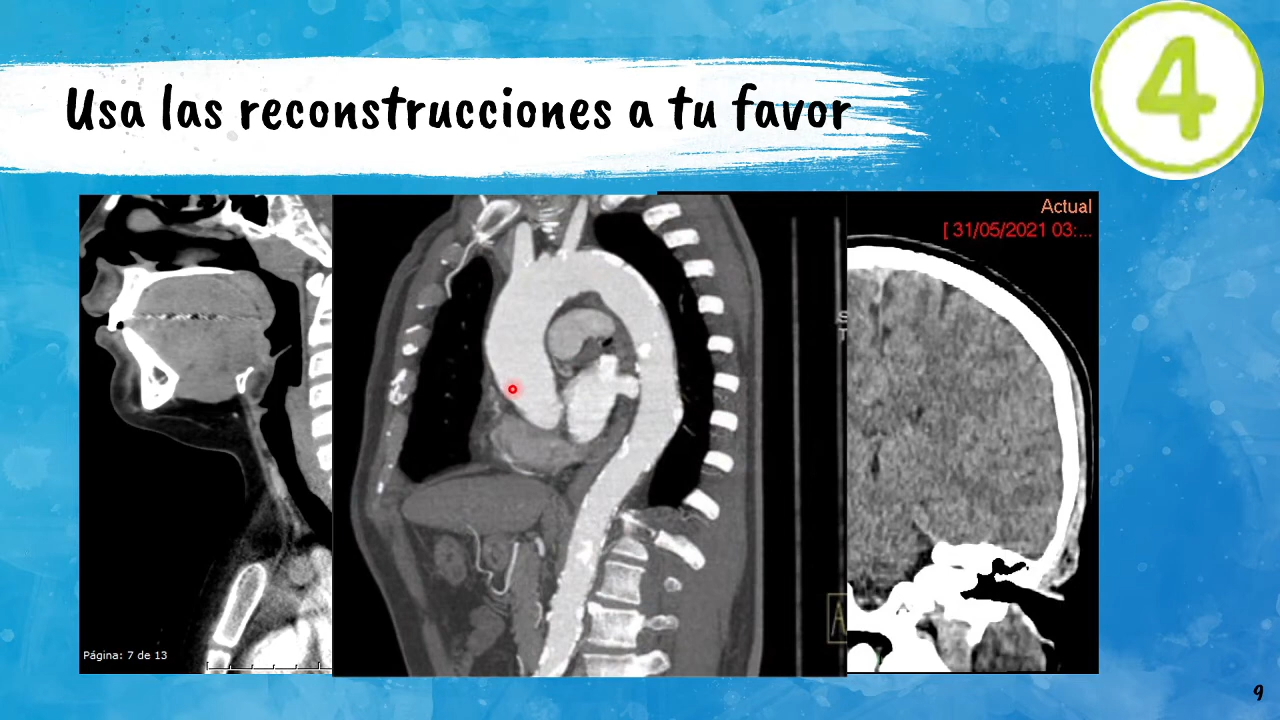 Usa las reconstrucciones a tu favor
4
Actual
[ 31/05/2021 03:...
S
T
A
Página: 7 de 13
9